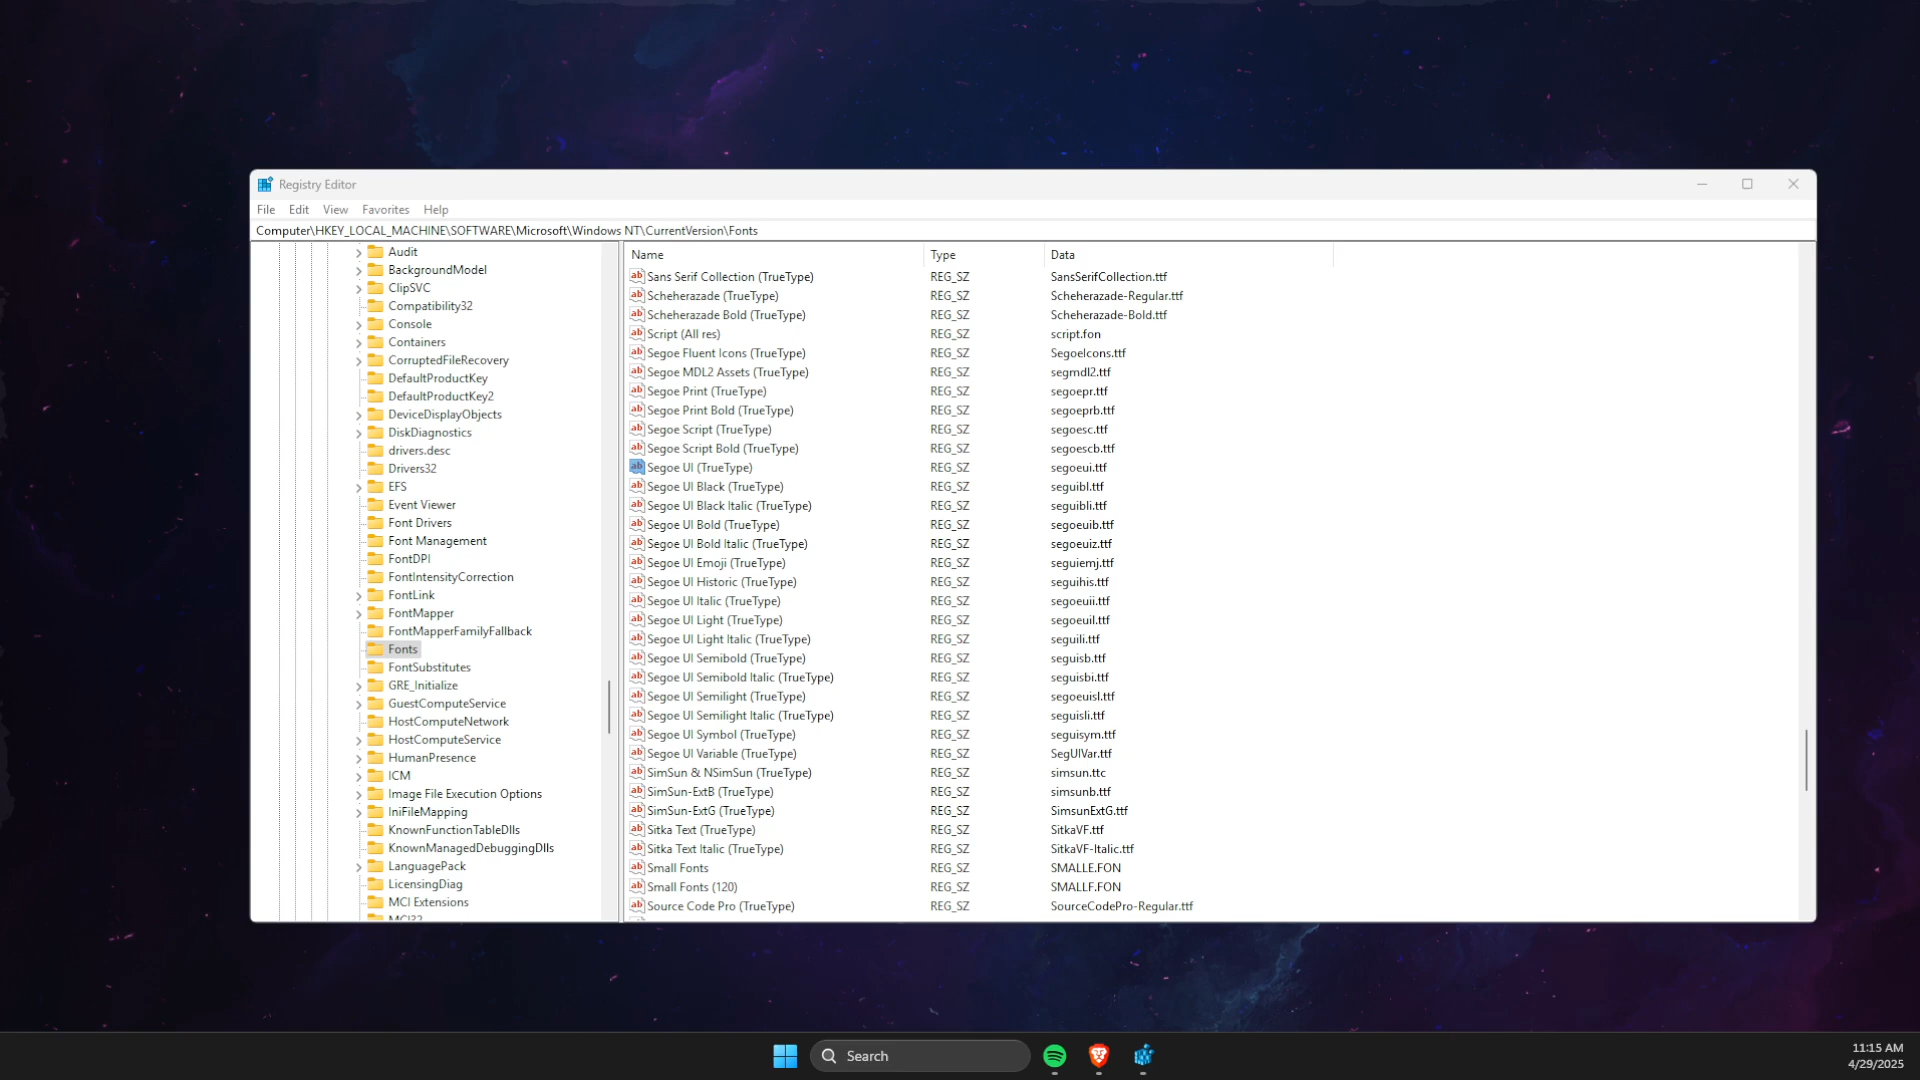 Registry Editor
File Edit View Favorites Help
Computer\HKEY_LOCAL_MACHINE\SOFTWARE\Microsoft\Windows NT\CurrentVersion\Fonts
Audit
BackgroundModel
ClipSVC
Compatibility32
Console
Containers
CorruptedFileRecovery
DefaultProductKey
DefaultProductKey2
DeviceDisplayObjects
DiskDiagnostics
drivers.desc
Drivers32
EFS
Event Viewer
Font Drivers
Font Management
FontDPI
FontIntensityCorrection
FontLink
FontMapper
FontMapperFamilyFallback
Fonts
FontSubstitutes
GRE_Initialize
GuestComputeService
HostComputeNetwork
HostComputeService
HumanPresence
ICM
Image File Execution Options
IniFileMapping
KnownFunctionTableDlls
KnownManagedDebuggingDlls
LanguagePack
LicensingDiag
MCI Extensions
MCI32
Name Type Data
Sans Serif Collection (TrueType) REG_SZ SansSerifCollection.ttf
Scheherazade (TrueType) REG_SZ Scheherazade-Regular.ttf
Scheherazade Bold (TrueType) REG_SZ Scheherazade-Bold.ttf
Script (All res) REG_SZ script.fon
Segoe Fluent Icons (TrueType) REG_SZ SegoeIcons.ttf
Segoe MDL2 Assets (TrueType) REG_SZ segmdl2.ttf
Segoe Print (TrueType) REG_SZ segoepr.ttf
Segoe Print Bold (TrueType) REG_SZ segoeprb.ttf
Segoe Script (TrueType) REG_SZ segoesc.ttf
Segoe Script Bold (TrueType) REG_SZ segoescb.ttf
Segoe UI (TrueType) REG_SZ segoeui.ttf
Segoe UI Black (TrueType) REG_SZ seguibl.ttf
Segoe UI Black Italic (TrueType) REG_SZ seguibli.ttf
Segoe UI Bold (TrueType) REG_SZ segoeuib.ttf
Segoe UI Bold Italic (TrueType) REG_SZ segoeuiz.ttf
Segoe UI Emoji (TrueType) REG_SZ seguiemj.ttf
Segoe UI Historic (TrueType) REG_SZ seguihis.ttf
Segoe UI Italic (TrueType) REG_SZ segoeuii.ttf
Segoe UI Light (TrueType) REG_SZ segoeuil.ttf
Segoe UI Light Italic (TrueType) REG_SZ seguili.ttf
Segoe UI Semibold (TrueType) REG_SZ seguisb.ttf
Segoe UI Semibold Italic (TrueType) REG_SZ seguisbi.ttf
Segoe UI Semilight (TrueType) REG_SZ segoeuisl.ttf
Segoe UI Semilight Italic (TrueType) REG_SZ seguisli.ttf
Segoe UI Symbol (TrueType) REG_SZ seguisym.ttf
Segoe UI Variable (TrueType) REG_SZ SegUIVar.ttf
SimSun & NSimSun (TrueType) REG_SZ simsun.ttc
SimSun-ExtB (TrueType) REG_SZ simsunb.ttf
SimSun-ExtG (TrueType) REG_SZ SimsunExtG.ttf
Sitka Text (TrueType) REG_SZ SitkaVF.ttf
Sitka Text Italic (TrueType) REG_SZ SitkaVF-Italic.ttf
Small Fonts REG_SZ SMALLE.FON
Small Fonts (120) REG_SZ SMALLF.FON
Source Code Pro (TrueType) REG_SZ SourceCodePro-Regular.ttf
Search
11:15 AM
4/29/2025